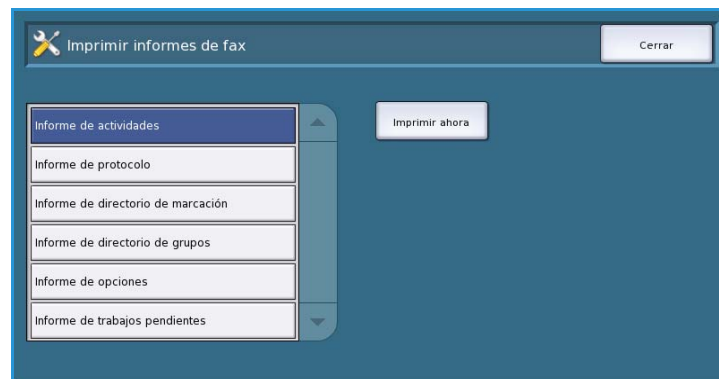 Imprimir informes de fax
Cerrar
Informe de actividades
Imprimir ahora
Informe de protocolo
Informe de directorio de marcación
Informe de directorio de grupos
Informe de opciones
Informe de trabajos pendientes